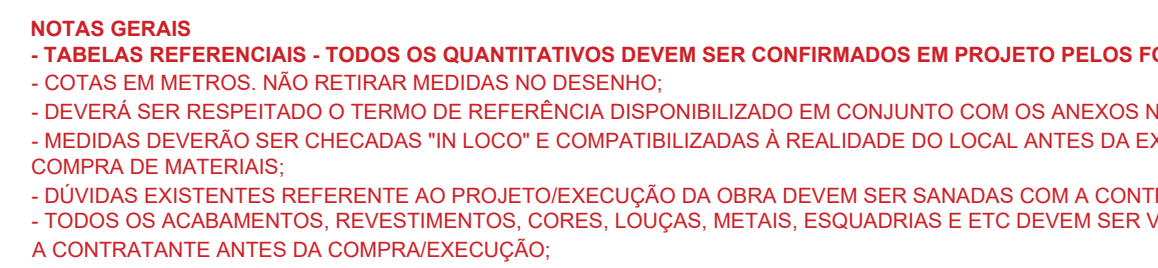 NOTAS GERAIS
- TABELAS REFERENCIAIS - TODOS OS QUANTITATIVOS DEVEM SER CONFIRMADOS EM PROJETO PELOS
- COTAS EM METROS. NÃO RETIRAR MEDIDAS NO DESENHO;
- DEVERÁ SER RESPEITADO O TERMO DE REFERÊNCIA DISPONIBILIZADO EM CONJUNTO COM OS ANEXOS
- MEDIDAS DEVERÃO SER CHECADAS "IN LOCO" E COMPATIBILIZADAS À REALIDADE DO LOCAL ANTES DA
COMPRA DE MATERIAIS;
- DÚVIDAS EXISTENTES REFERENTE AO PROJETO/EXECUÇÃO DA OBRA DEVEM SER SANADAS COM A
- TODOS OS ACABAMENTOS, REVESTIMENTOS, CORES, LOUÇAS, METAIS, ESQUADRIAS E ETC DEVEM SER
A CONTRATANTE ANTES DA COMPRA/EXECUÇÃO;